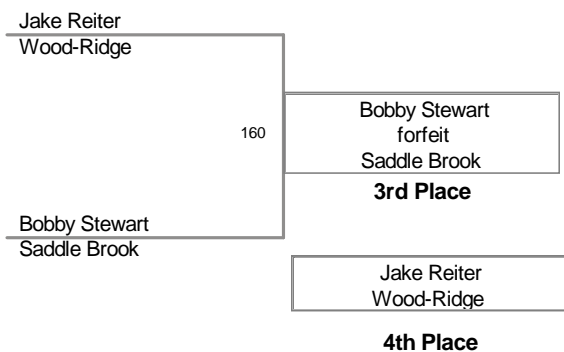 Jake Reiter
Wood-Ridge
160
Bobby Stewart
forfeit
Saddle Brook
3rd Place
Bobby Stewart
Saddle Brook
Jake Reiter
Wood-Ridge
4th Place